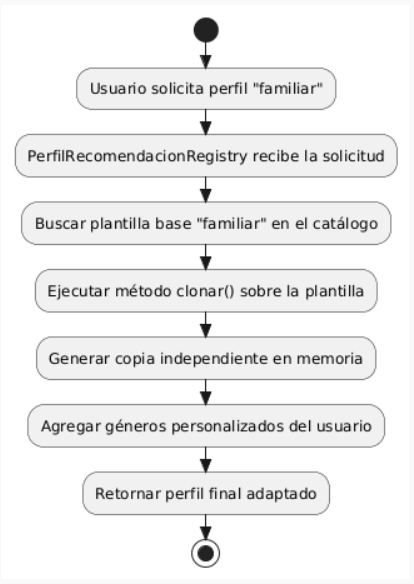 Usuario solicita perfil "familiar"
PerfilRecomendacionRegistry recibe la solicitud
Buscar plantilla base "familiar" en el catálogo
Ejecutar método clonar() sobre la plantilla
Generar copia independiente en memoria
Agregar géneros personalizados del usuario
Retornar perfil final adaptado